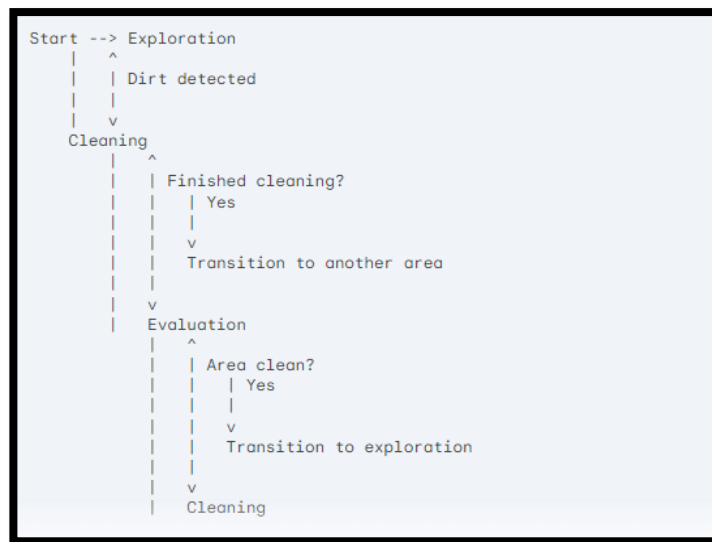 Start --> Exploration
| ^
| | Dirt detected
| |
| v
Cleaning
| ^
| | Finished cleaning?
| | | Yes
| | |
| | v
| | Transition to another area
| |
| v
| Evaluation
| ^
| | Area clean?
| | | Yes
| | |
| | v
| | Transition to exploration
| |
| v
| Cleaning